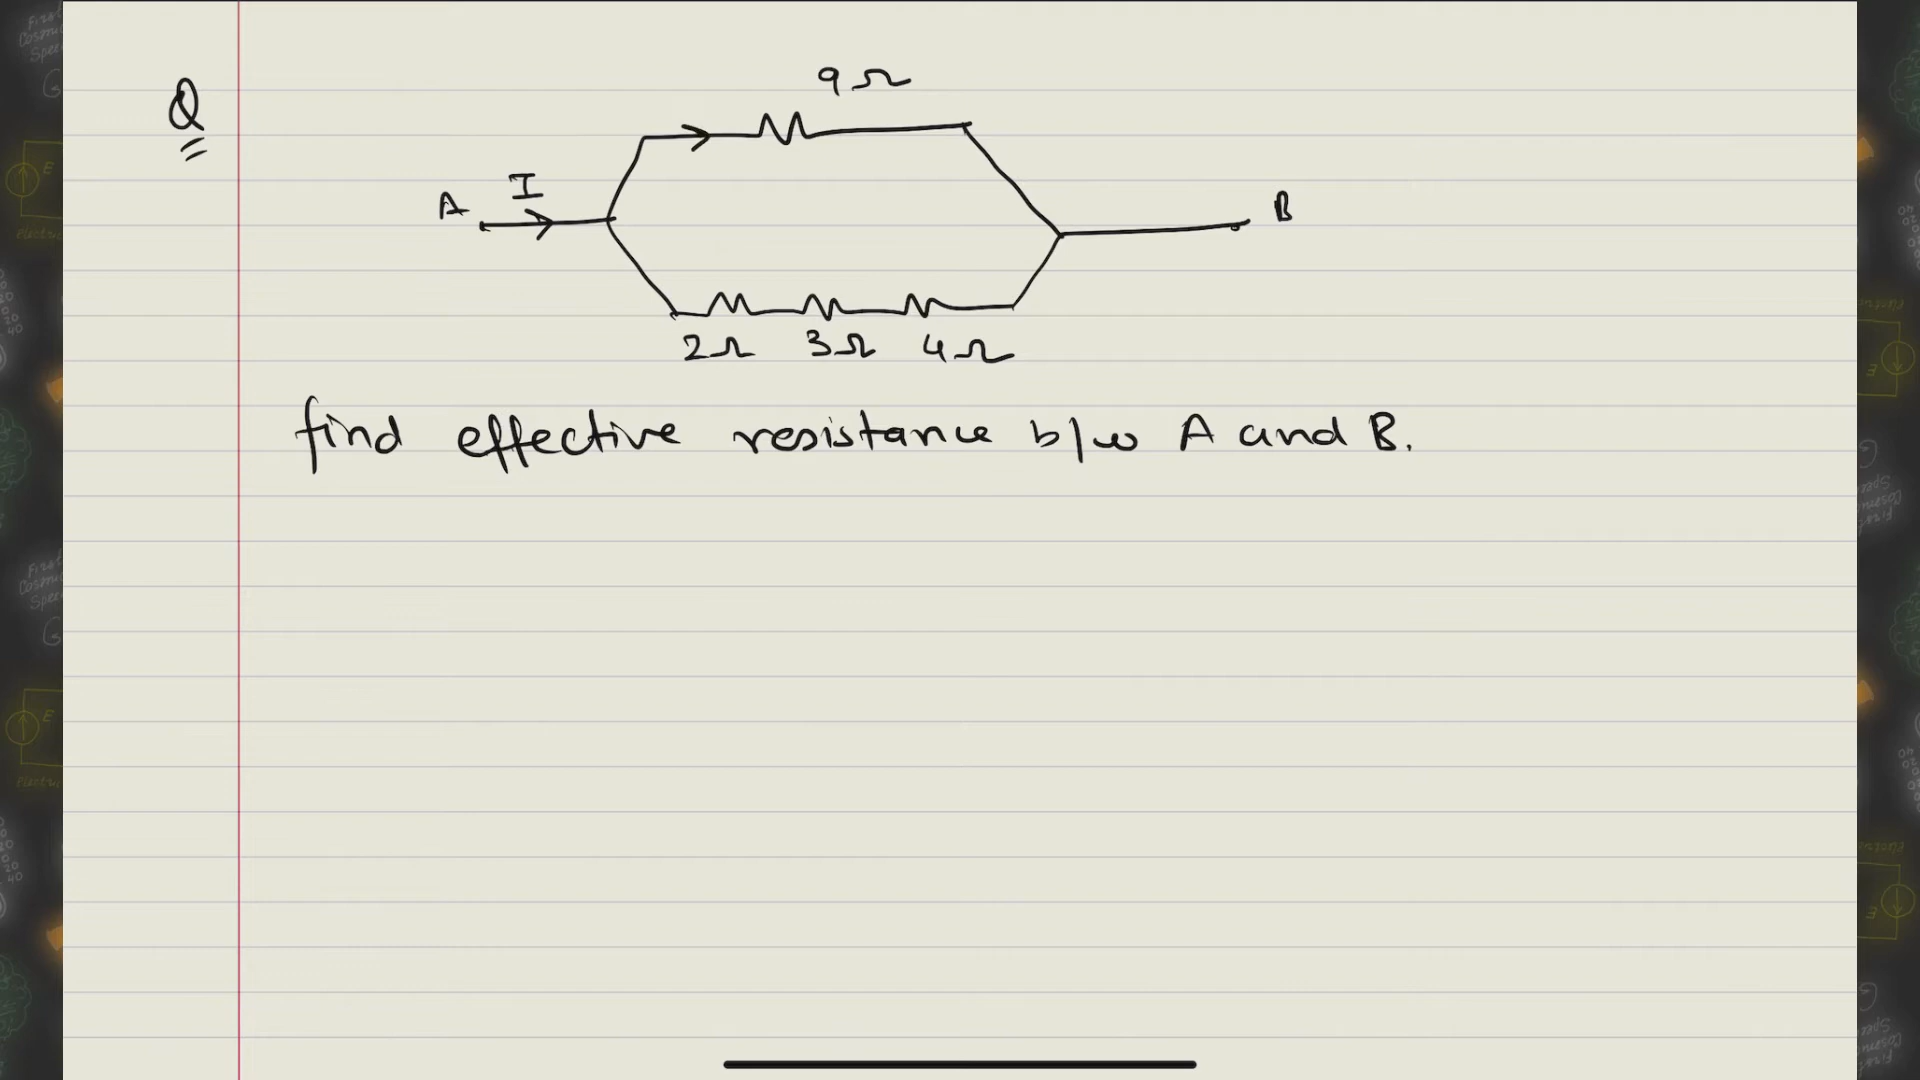 Q
9Ω
A I B
2Ω 3Ω 4Ω
find effective resistance b/w A and B.